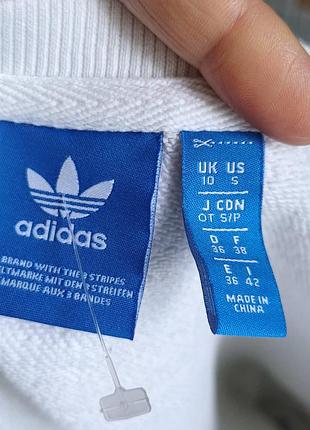 adidas
BRAND WITH THE 3 STRIPES
ELTMARKE MIT DEN 3 STREIFEN
MARQUE AUX 3 BANDES
UK US
10 S
J CDN
OT S/P
D F
36 38
E I
36 42
MADE IN
CHINA